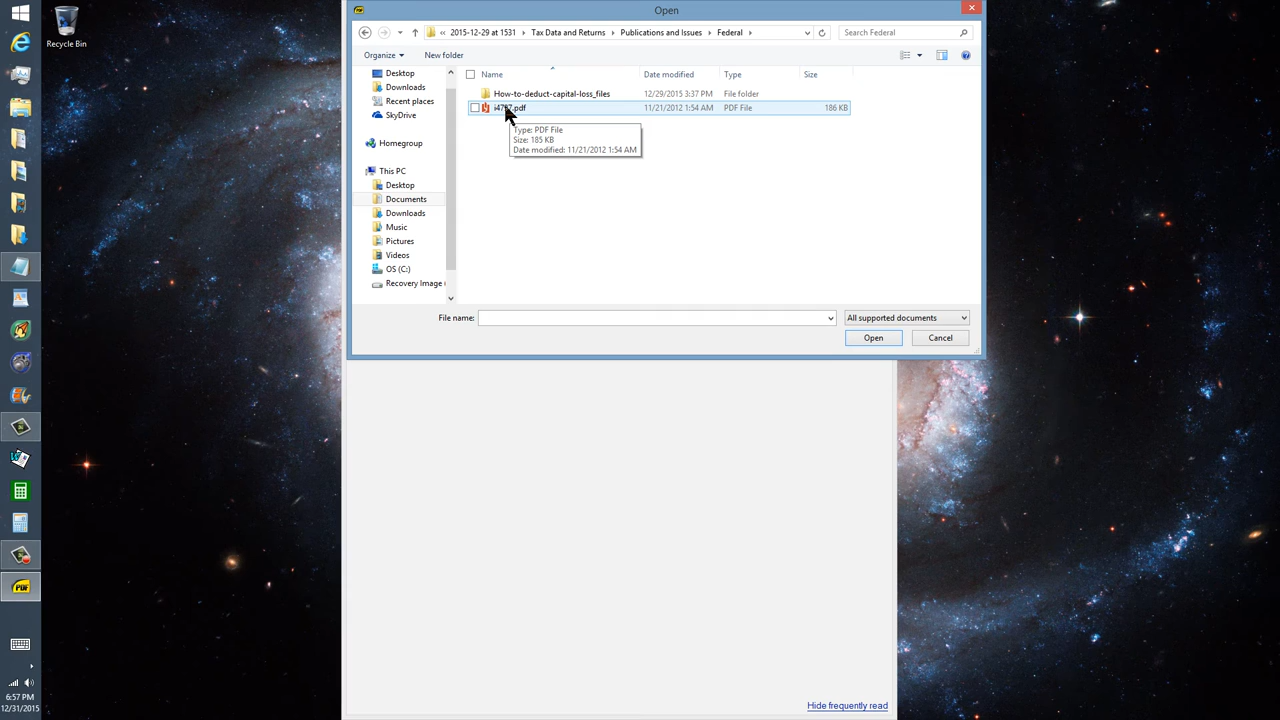 Open
Recycle Bin
« 2015-12-29 at 1531 Tax Data and Returns Publications and Issues Federal
Search Federal
Organize New folder
Name Date modified Type Size
Desktop
Downloads
Recent places
SkyDrive
Homegroup
This PC
Desktop
Documents
Downloads
Music
Pictures
Videos
OS (C:)
Recovery Image
How-to-deduct-capital-loss_files 12/29/2015 3:37 PM File folder
11/21/2012 1:54 AM PDF File 186 KB
Type: PDF File
Size: 185 KB
Date modified: 11/21/2012 1:54 AM
File name:
All supported documents
Open Cancel
PDF
Hide frequently read
6:57 PM
12/31/2015